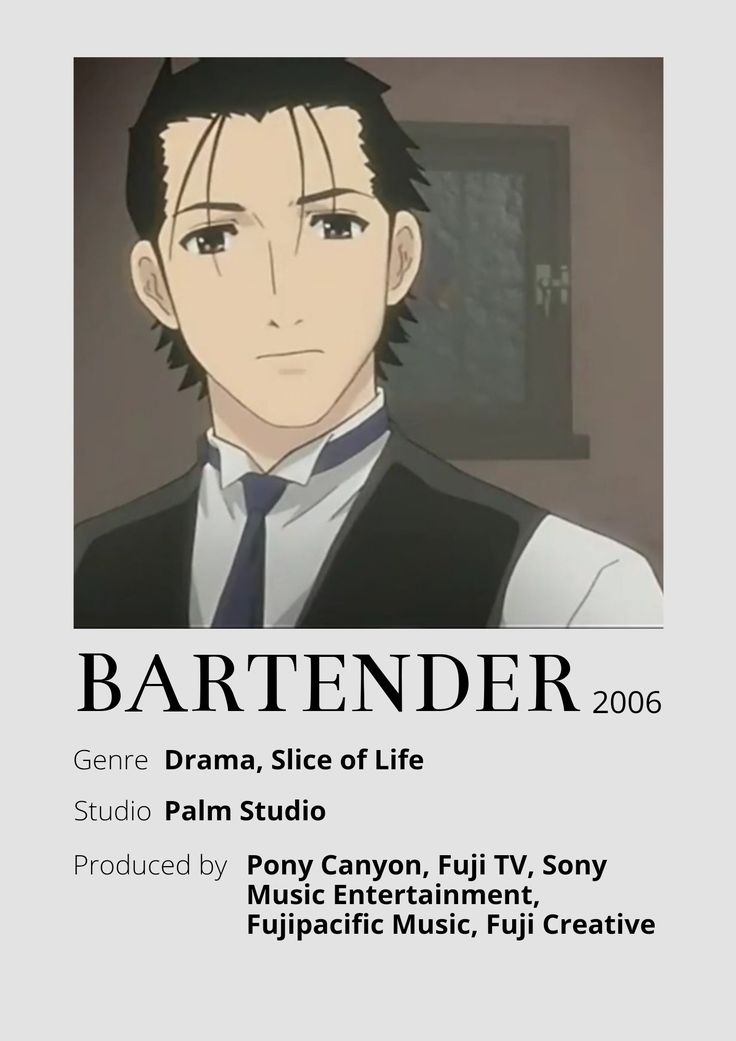 BARTENDER 2006
Genre Drama, Slice of Life
Studio Palm Studio
Produced by Pony Canyon, Fuji TV, Sony
Music Entertainment,
Fujipacific Music, Fuji Creative